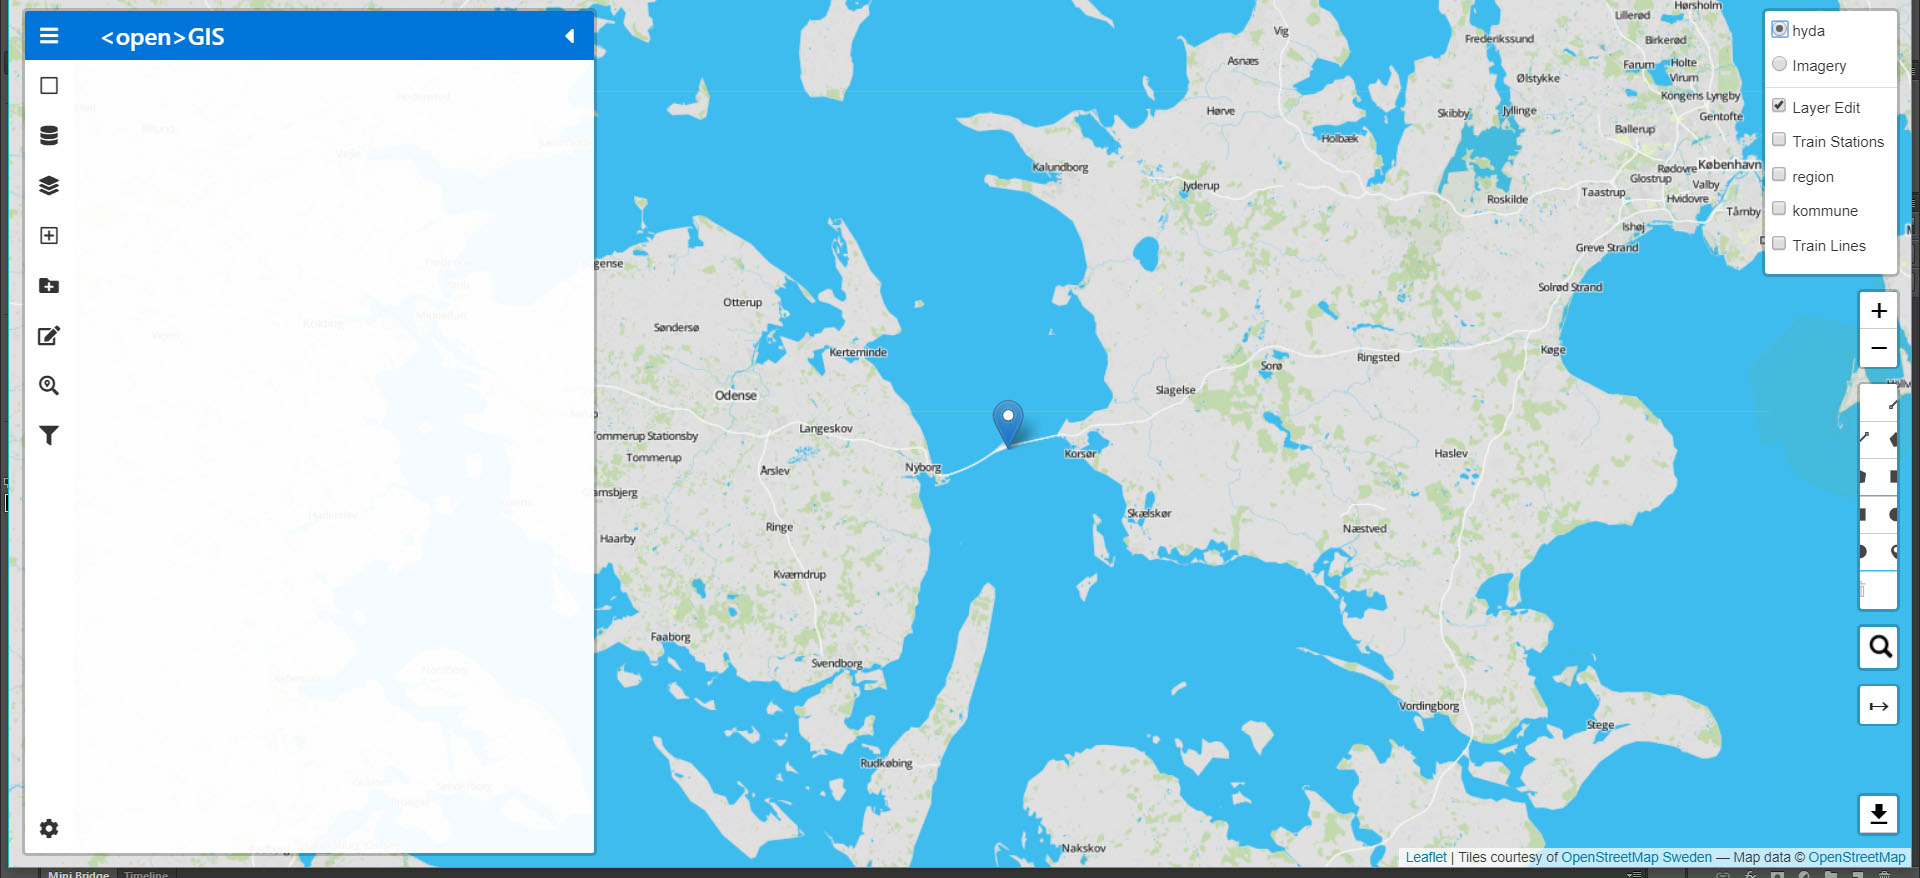 <open>GIS
hyda
Imagery
Layer Edit
Train Stations
region
kommune
Train Lines
+
−
Hørsholm
Lillerød
Birkerød
Frederikssund
Vig
Asnæs
Farum
Holte
Virum
Ølstykke
Kongens Lyngby
Hørve
Skibby
Jyllinge
Gentofte
Ballerup
Holbæk
Kalundborg
København
Rødovre
Glostrup
Valby
Jyderup
Taastrup
Hvidovre
Roskilde
Tårnby
Ishøj
Greve Strand
gense
Solrød Strand
Otterup
Søndersø
Kerteminde
Køge
Ringsted
Sorø
Slagelse
Odense
Langeskov
ommerup Stationsby
Tommerup
Årslev
Nyborg
Korsør
Haslev
amsbjerg
Skælskør
Ringe
Næstved
Haarby
Kværndrup
Faaborg
Svendborg
Vordingborg
Stege
Rudkøbing
Nakskov
Leaflet | Tiles courtesy of OpenStreetMap Sweden — Map data © OpenStreetMap
Mini Bridge
Timeline